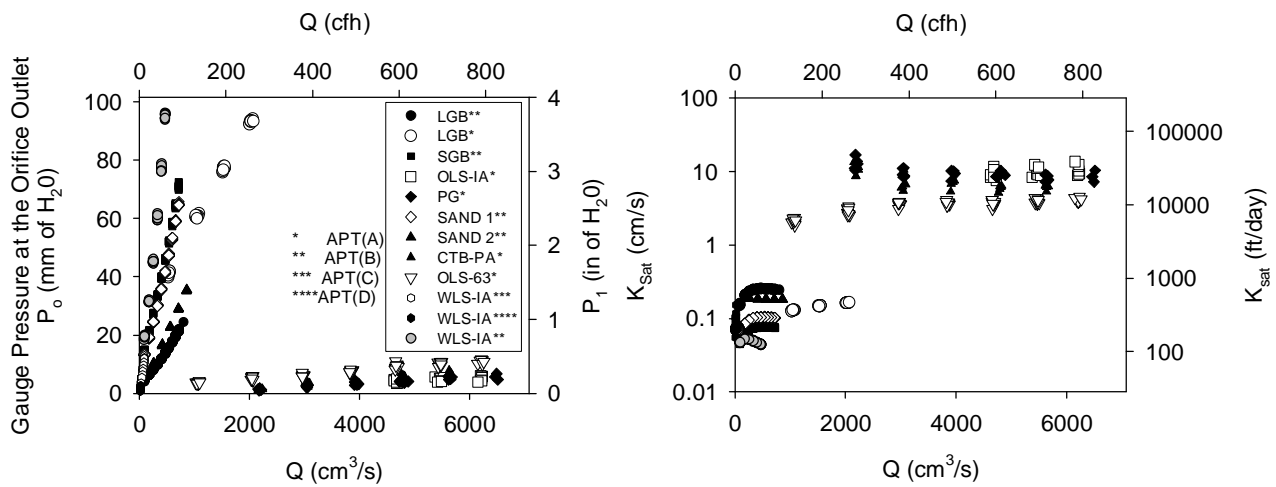 Q (cfh)
0 200 400 600 800
Gauge Pressure at the Orifice Outlet
P_o (mm of H_20)
100
80
60
40
20
0
4
3
2
1
0
P_1 (in of H_20)
LGB**
LGB*
SGB**
OLS-IA*
PG*
SAND 1**
SAND 2**
CTB-PA*
OLS-63*
WLS-IA***
WLS-IA****
WLS-IA**
* APT(A)
** APT(B)
*** APT(C)
****APT(D)
0 2000 4000 6000
Q (cm^3/s)
Q (cfh)
0 200 400 600 800
K_Sat (cm/s)
100
10
1
0.1
0.01
100000
10000
1000
100
K_sat (ft/day)
0 2000 4000 6000
Q (cm^3/s)